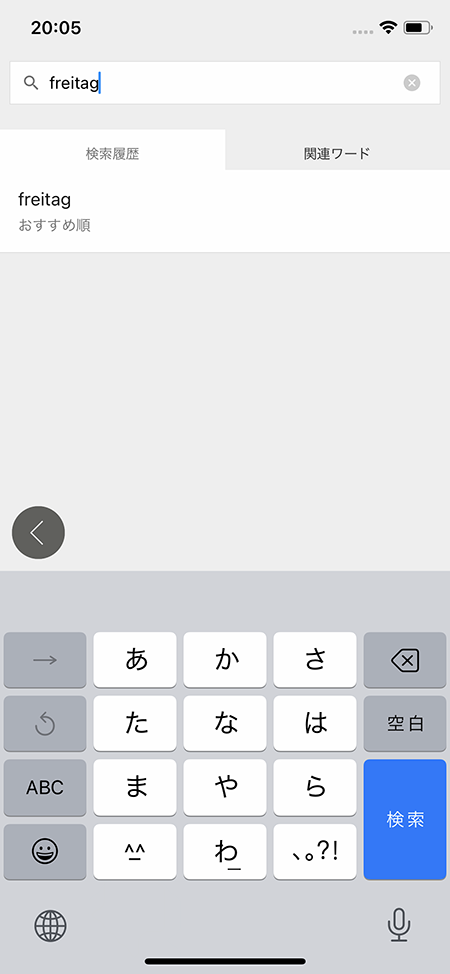 20:05
freitag
検索履歴 関連ワード
freitag
おすすめ順
→ あ か さ
た な は 空白
ABC ま や ら 検索
^^ わ_ 、。?!